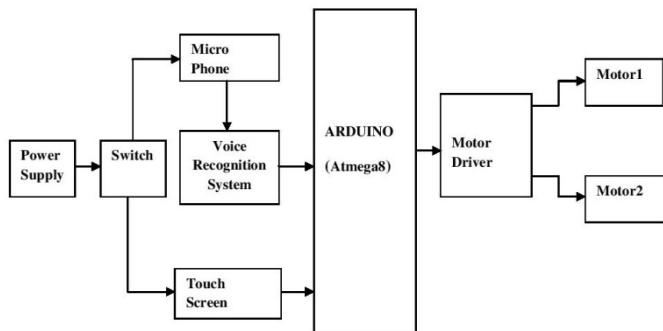 Micro
Phone
Motor1
Power
Supply
Switch
Voice
Recognition
System
ARDUINO
(Atmega8)
Motor
Driver
Motor2
Touch
Screen